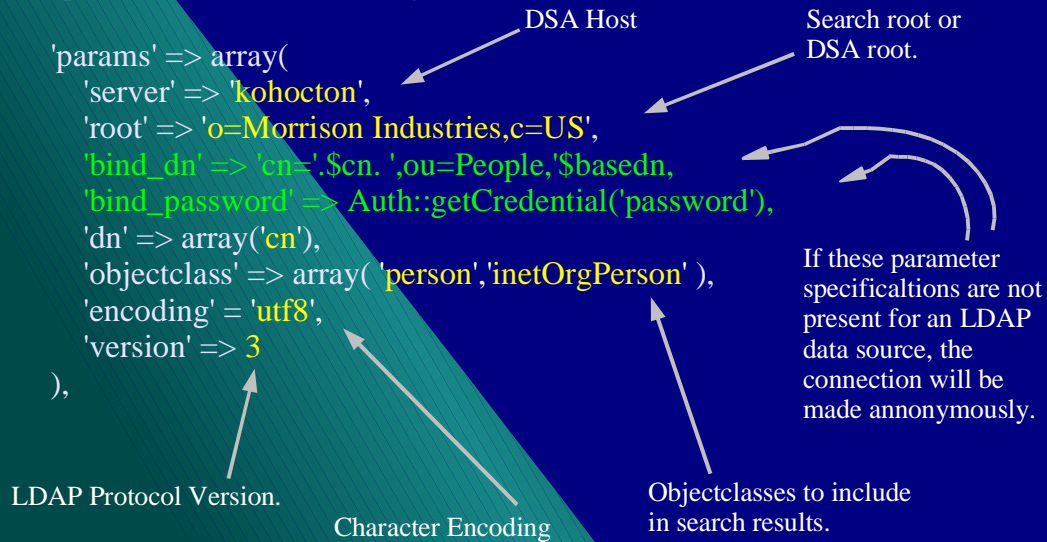 DSA Host
Search root or
DSA root.
'params' => array(
'server' => 'kohocton',
'root' => 'o=Morrison Industries,c=US',
'bind_dn' => 'cn='.$cn. ',ou=People,'$basedn,
'bind_password' => Auth::getCredential('password'),
'dn' => array('cn'),
'objectclass' => array( 'person','inetOrgPerson' ),
'encoding' = 'utf8',
'version' => 3
),
If these parameter
specificaltions are not
present for an LDAP
data source, the
connection will be
made annonymously.
LDAP Protocol Version.
Character Encoding
Objectclasses to include
in search results.